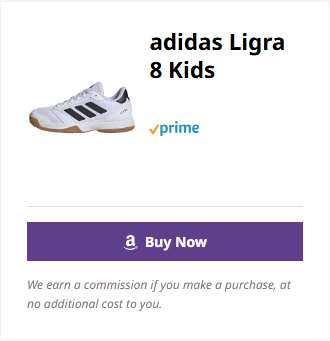 adidas Ligra
8 Kids
prime
Buy Now
We earn a commission if you make a purchase, at
no additional cost to you.